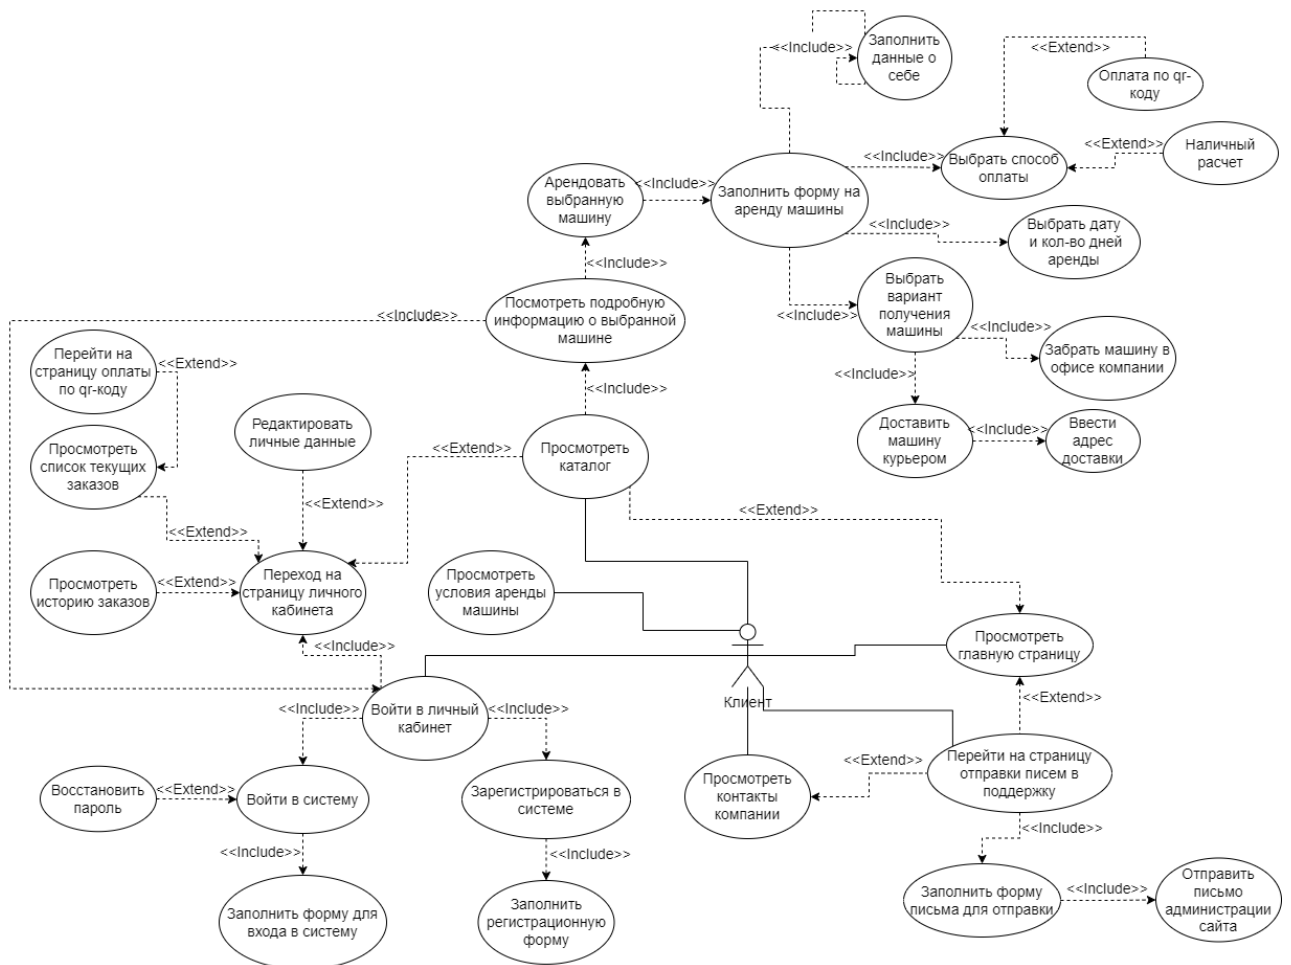 <<Include>>
Заполнить
данные о
себе
<<Extend>>
Оплата по qr-
коду
<<Include>>
Выбрать способ
оплаты
<<Extend>>
Наличный
расчет
Арендовать
выбранную
машину
<<Include>>
Заполнить форму на
аренду машины
<<Include>>
Выбрать дату
и кол-во дней
аренды
<<Include>>
Посмотреть подробную
информацию о выбранной
машине
<<Include>>
Выбрать
вариант
получения
машины
<<Include>>
<<Include>>
Забрать машину в
офисе компании
Перейти на
страницу оплаты
по qr-коду
<<Extend>>
<<Include>>
<<Include>>
Доставить
машину
курьером
<<Include>>
Ввести
адрес
доставки
Редактировать
личные данные
Просмотреть
список текущих
заказов
<<Extend>>
Просмотреть
каталог
<<Extend>>
<<Extend>>
<<Extend>>
Просмотреть
историю заказов
<<Extend>>
Переход на
страницу личного
кабинета
Просмотреть
условия аренды
машины
<<Include>>
Просмотреть
главную страницу
<<Extend>>
Клиент
<<Include>>
Войти в личный
кабинет
<<Include>>
<<Extend>>
Перейти на страницу
отправки писем в
поддержку
Просмотреть
контакты
компании
Восстановить
пароль
<<Extend>>
Войти в систему
Зарегистрироваться в
системе
<<Include>>
<<Include>>
<<Include>>
Заполнить форму для
входа в систему
Заполнить
регистрационную
форму
Заполнить форму
письма для отправки
<<Include>>
Отправить
письмо
администрации
сайта